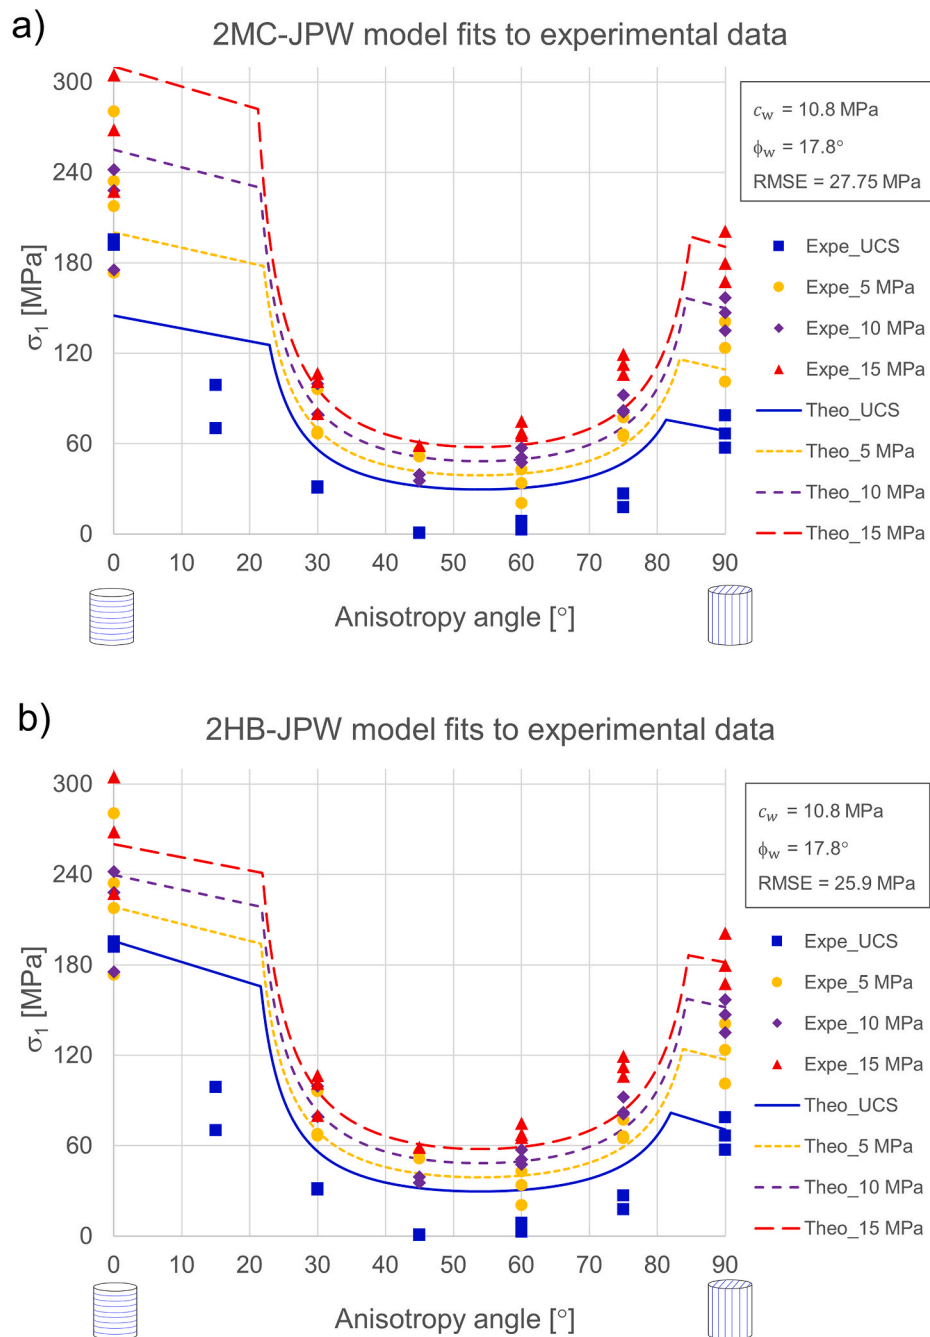 a)
2MC-JPW model fits to experimental data
300
240
180
120
60
0
σ1 [MPa]
0 10 20 30 40 50 60 70 80 90
Anisotropy angle [°]
cw = 10.8 MPa
ϕw = 17.8°
RMSE = 27.75 MPa
Expe_UCS
Expe_5 MPa
Expe_10 MPa
Expe_15 MPa
Theo_UCS
Theo_5 MPa
Theo_10 MPa
Theo_15 MPa
b)
2HB-JPW model fits to experimental data
300
240
180
120
60
0
σ1 [MPa]
0 10 20 30 40 50 60 70 80 90
Anisotropy angle [°]
cw = 10.8 MPa
ϕw = 17.8°
RMSE = 25.9 MPa
Expe_UCS
Expe_5 MPa
Expe_10 MPa
Expe_15 MPa
Theo_UCS
Theo_5 MPa
Theo_10 MPa
Theo_15 MPa